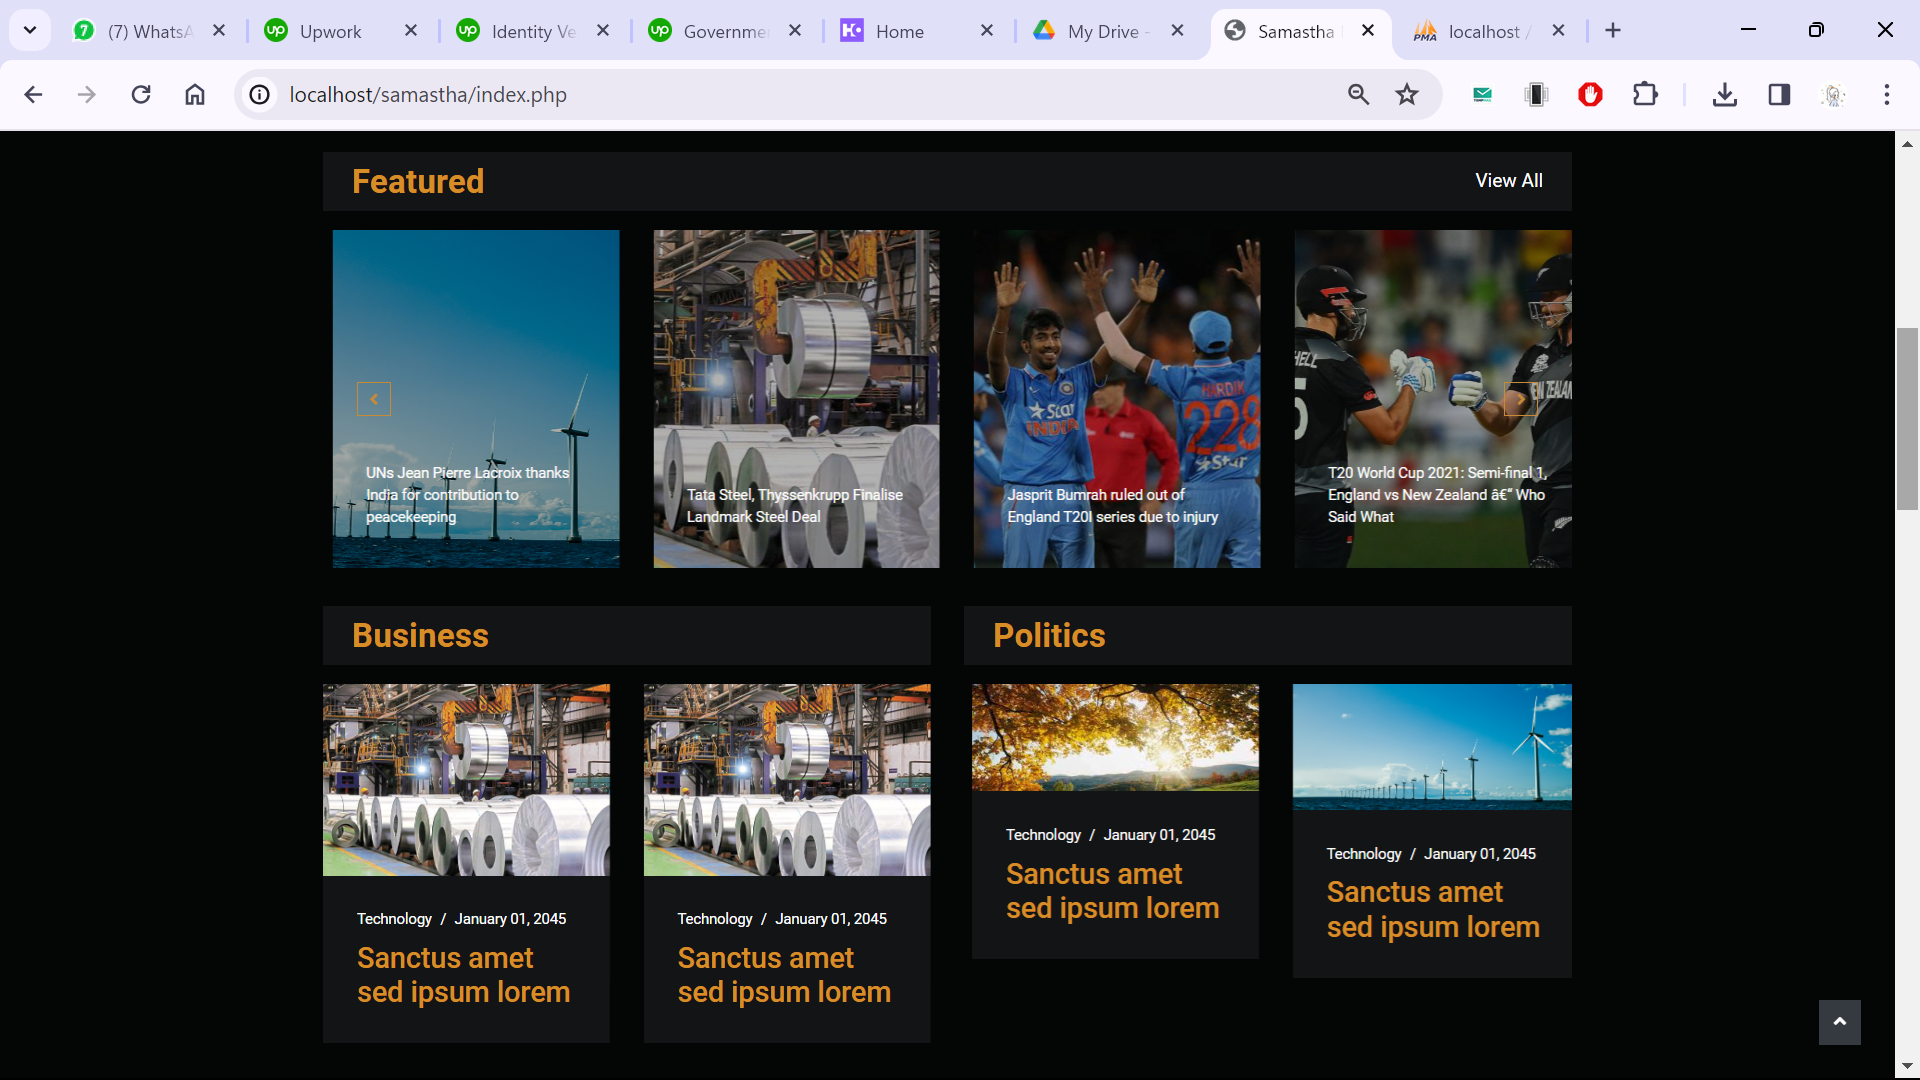 (7) WhatsA
Upwork
Identity Ve
Governme
Home
My Drive -
Samastha
localhost /
localhost/samastha/index.php
Featured
View All
UNs Jean Pierre Lacroix thanks
India for contribution to
peacekeeping
Tata Steel, Thyssenkrupp Finalise
Landmark Steel Deal
Star
INDIA
HARDIK
228
Star
Jasprit Bumrah ruled out of
England T20I series due to injury
T20 World Cup 2021: Semi-final 1,
England vs New Zealand â€“ Who
Said What
Business
Politics
Technology / January 01, 2045
Sanctus amet
sed ipsum lorem
Technology / January 01, 2045
Sanctus amet
sed ipsum lorem
Technology / January 01, 2045
Sanctus amet
sed ipsum lorem
Technology / January 01, 2045
Sanctus amet
sed ipsum lorem